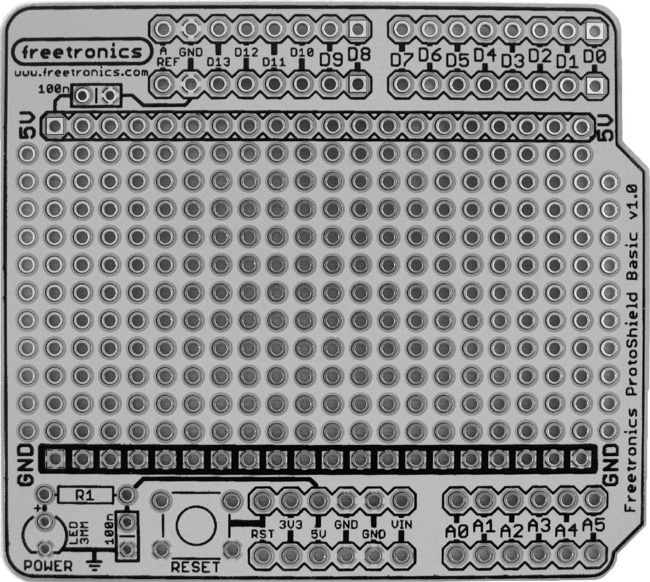 freetronics
www.freetronics.com
A REF GND D13 D12 D11 D10 D9 D8 D7 D6 D5 D4 D3 D2 D1 D0
100n
5V 5V
Freetronics ProtoShield Basic v1.0
GND GND
R1
+
LED 3MM
100n
POWER
RESET
RST 3V3 5V GND GND VIN A0 A1 A2 A3 A4 A5